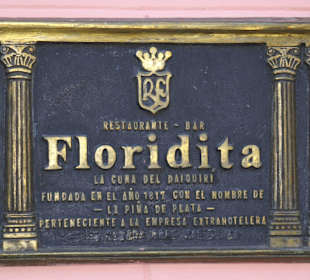 RESTAURANTE - BAR
Floridita
LA CUNA DEL DAIQUIRI
FUNDADA EN EL AÑO 1817 CON EL NOMBRE DE
— LA PIÑA DE PLATA —
PERTENECIENTE A LA EMPRESA EXTRAHOTELERA